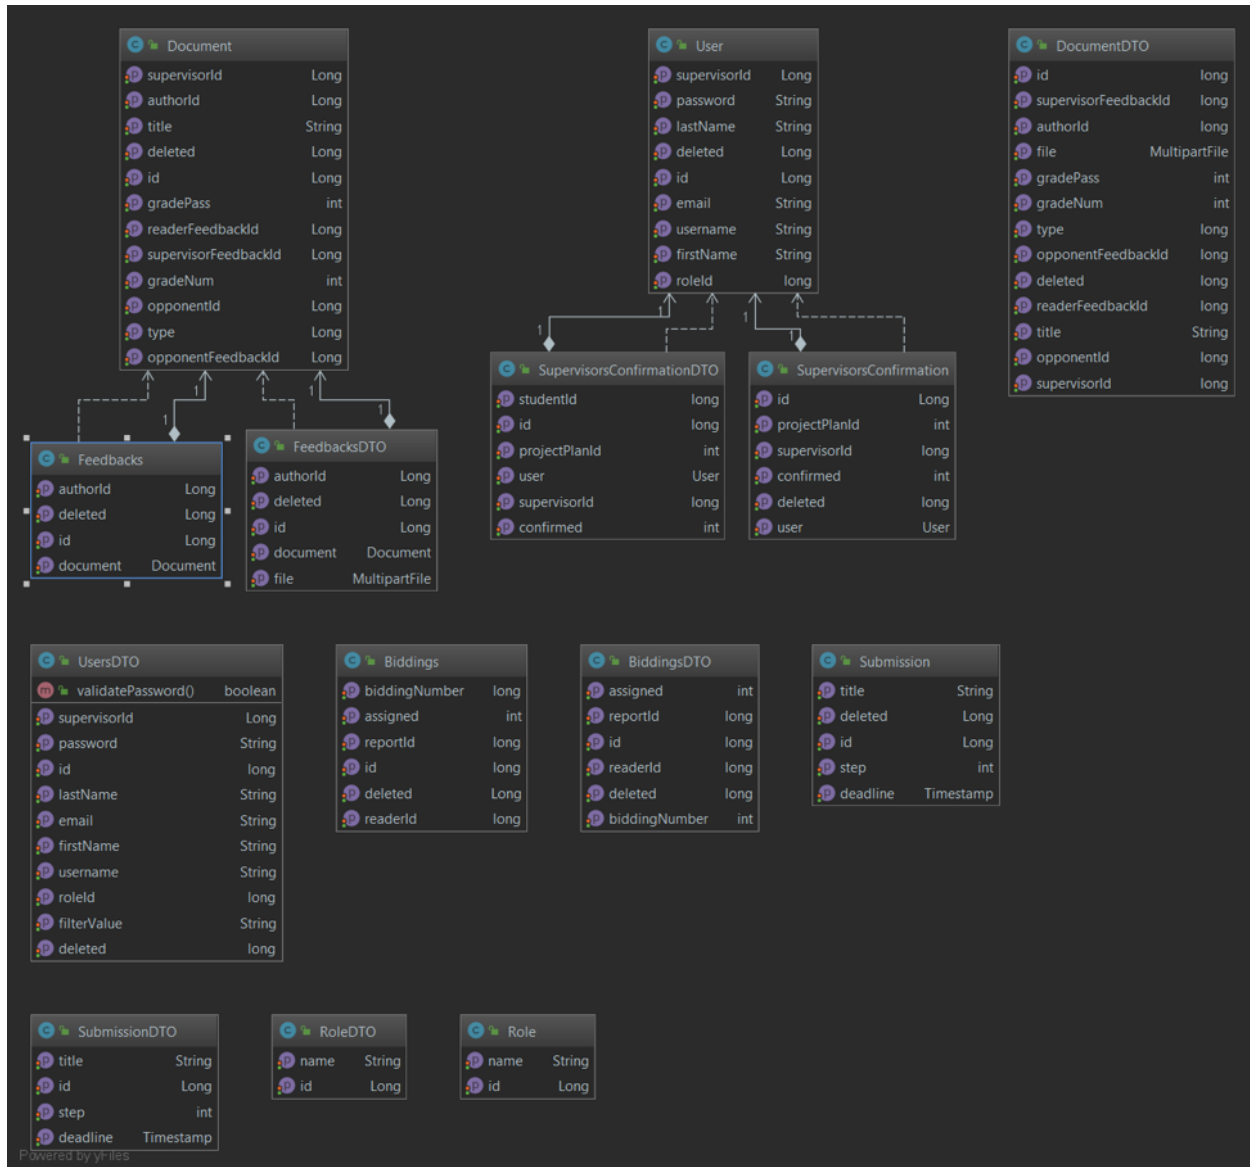 Document
supervisorId Long
authorId Long
title String
deleted Long
id Long
gradePass int
readerFeedbackId Long
supervisorFeedbackId Long
gradeNum int
opponentId Long
type Long
opponentFeedbackId Long
User
supervisorId Long
password String
lastName String
deleted Long
id Long
email String
username String
firstName String
roleId long
DocumentDTO
id long
supervisorFeedbackId long
authorId long
file MultipartFile
gradePass int
gradeNum int
type long
opponentFeedbackId long
deleted long
readerFeedbackId long
title String
opponentId long
supervisorId long
1
1
1
1
1
1
1
1
Feedbacks
authorId Long
deleted Long
id Long
document Document
FeedbacksDTO
authorId Long
deleted Long
id Long
document Document
file MultipartFile
SupervisorsConfirmationDTO
studentId long
id long
projectPlanId int
user User
supervisorId long
confirmed int
SupervisorsConfirmation
id Long
projectPlanId int
supervisorId long
confirmed int
deleted long
user User
UsersDTO
validatePassword() boolean
supervisorId Long
password String
id long
lastName String
email String
firstName String
username String
roleId long
filterValue String
deleted long
Biddings
biddingNumber long
assigned int
reportId long
id long
deleted Long
readerId long
BiddingsDTO
assigned int
reportId long
id long
readerId long
deleted long
biddingNumber int
Submission
title String
deleted Long
id Long
step int
deadline Timestamp
SubmissionDTO
title String
id Long
step int
deadline Timestamp
RoleDTO
name String
id Long
Role
name String
id Long
Powered by yFiles